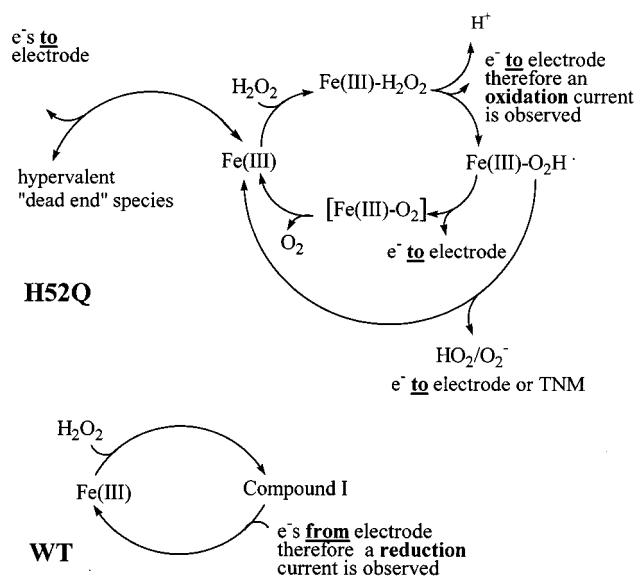 e⁻s to
electrode
H⁺
H₂O₂
Fe(III)-H₂O₂
e⁻ to electrode
therefore an
oxidation current
is observed
Fe(III)
Fe(III)-O₂H ·
hypervalent
"dead end" species
[Fe(III)-O₂]
O₂
e⁻ to electrode
H52Q
HO₂/O₂⁻
e⁻ to electrode or TNM
H₂O₂
Fe(III)
Compound I
WT
e⁻s from electrode
therefore a reduction
current is observed